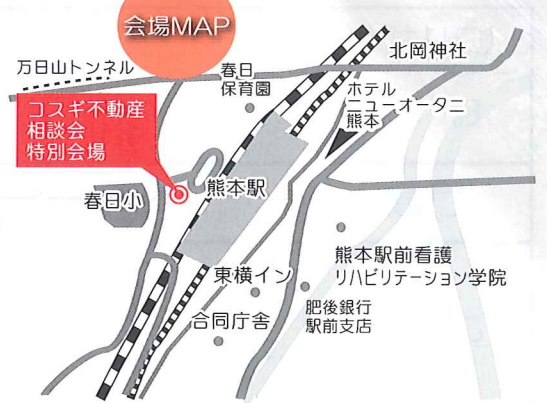 会場MAP
北岡神社
万日山トンネル
春日
保育園
ホテル
ニューオータニ
熊本
コスギ不動産
相談会
特別会場
春日小
熊本駅
熊本駅前看護
リハビリテーション学院
東横イン
肥後銀行
駅前支店
合同庁舎